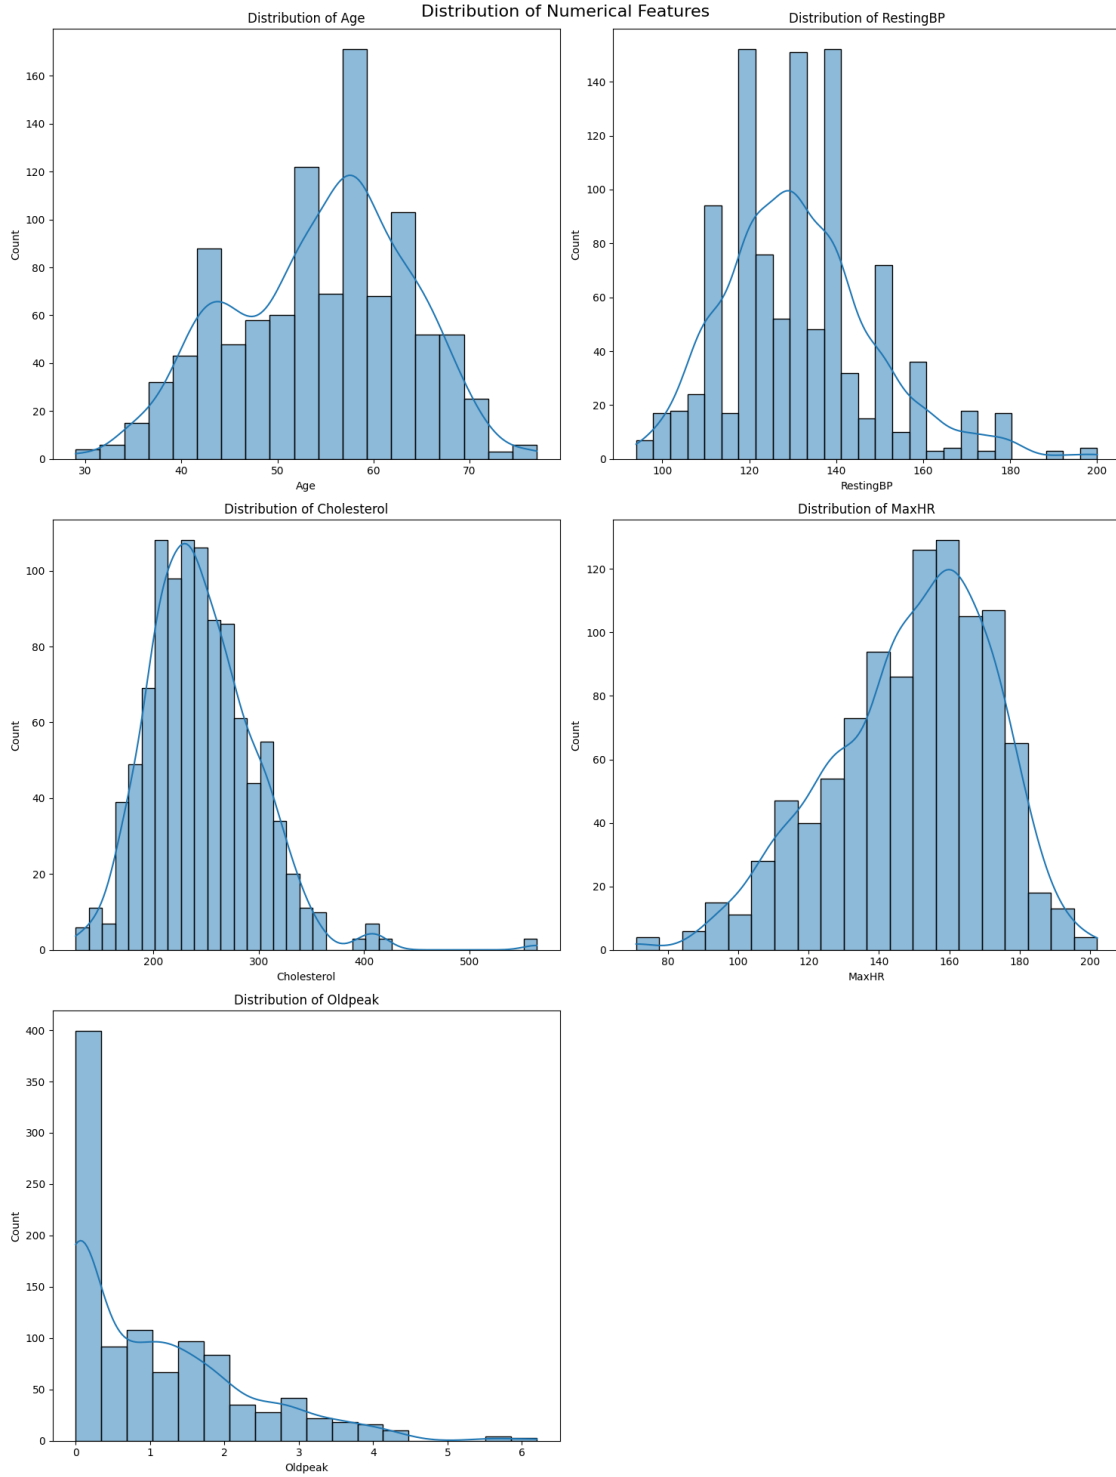 Distribution of Numerical Features
Distribution of Age
160
140
120
100
80
60
40
20
0
Count
30 40 50 60 70
Age
Distribution of RestingBP
140
120
100
80
60
40
20
0
Count
100 120 140 160 180 200
RestingBP
Distribution of Cholesterol
100
80
60
40
20
0
Count
200 300 400 500
Cholesterol
Distribution of MaxHR
120
100
80
60
40
20
0
Count
80 100 120 140 160 180 200
MaxHR
Distribution of Oldpeak
400
350
300
250
200
150
100
50
0
Count
0 1 2 3 4 5 6
Oldpeak